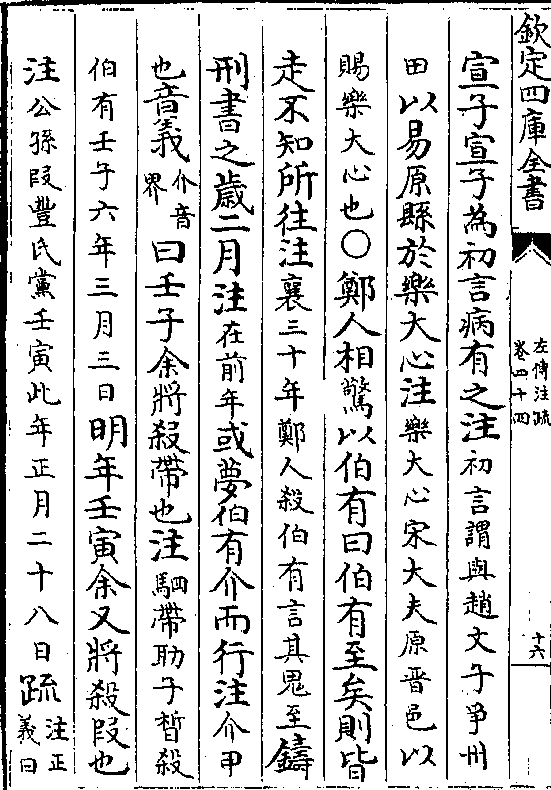 欽定四庫全書
左傳注疏
卷四十四
十六
宣子宣子為初言病有之注初言謂與趙文子爭州
田以易原縣於樂大心注樂大心宋大夫原晉邑以
賜樂大心也○鄭人相驚以伯有曰伯有至矣則皆
走不知所往注襄三十年鄭人殺伯有言其鬼至鑄
刑書之歲二月注在前年或夢伯有介而行注介甲
也音義介音界曰壬子余將殺帶也注駟帶助子晳殺
伯有壬子六年三月三日明年壬寅余又將殺段也
注公孫段豐氏黨壬寅此年正月二十八日疏注正義曰